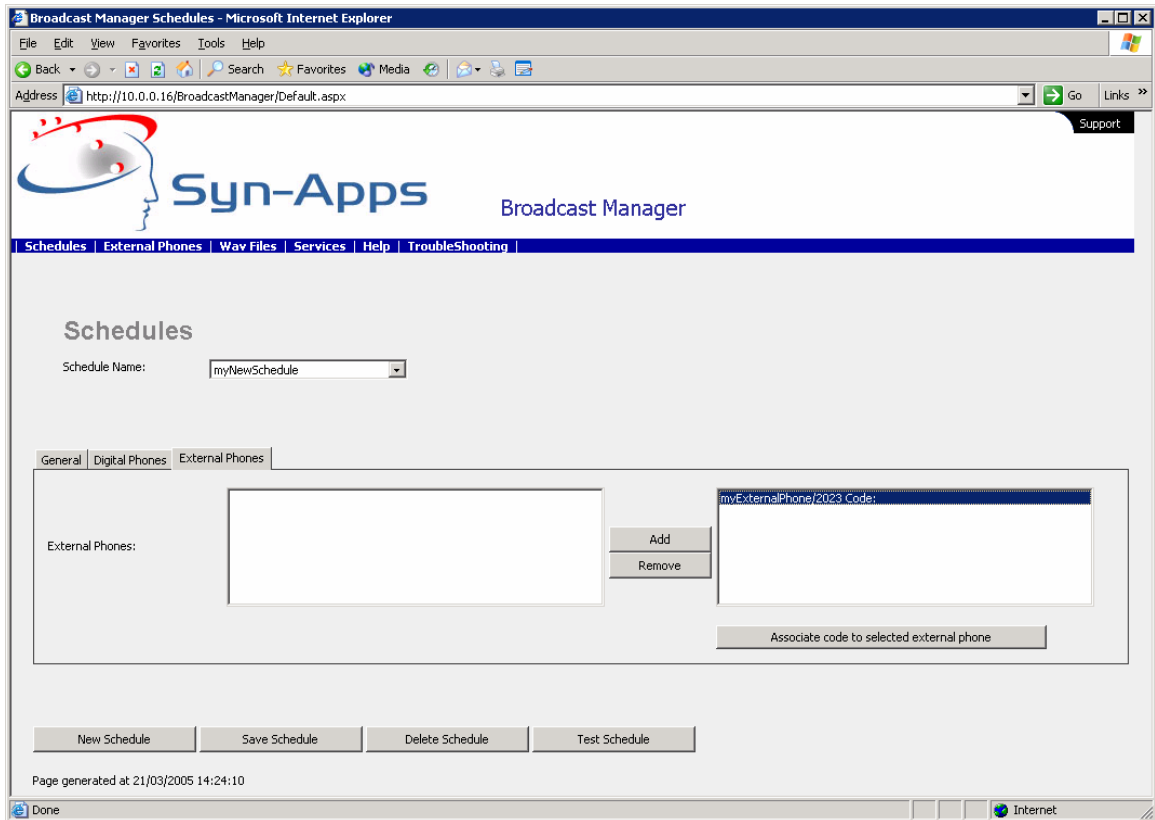 Broadcast Manager Schedules - Microsoft Internet Explorer
File Edit View Favorites Tools Help
Back Search Favorites Media
Address http://10.0.0.16/BroadcastManager/Default.aspx Go Links »
Support
Syn-Apps
Broadcast Manager
| Schedules | External Phones | Wav Files | Services | Help | TroubleShooting |
Schedules
Schedule Name: myNewSchedule
General Digital Phones External Phones
myExternalPhone/2023 Code:
External Phones: Add
Remove
Associate code to selected external phone
New Schedule Save Schedule Delete Schedule Test Schedule
Page generated at 21/03/2005 14:24:10
Done Internet